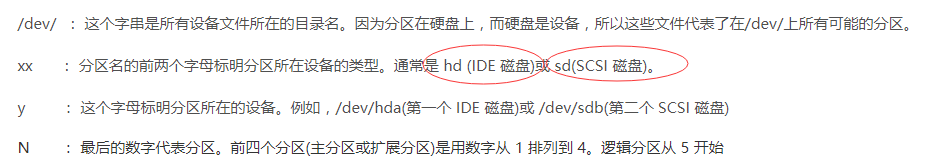 /dev/ ：这个字串是所有设备文件所在的目录名。因为分区在硬盘上，而硬盘是设备，所以这些文件代表了在/dev/上所有可能的分区。
xx ：分区名的前两个字母标明分区所在设备的类型。通常是 hd (IDE 磁盘)或 sd(SCSI 磁盘)。
y ：这个字母标明分区所在的设备。例如，/dev/hda(第一个 IDE 磁盘)或 /dev/sdb(第二个 SCSI 磁盘)
N ：最后的数字代表分区。前四个分区(主分区或扩展分区)是用数字从 1 排列到 4。逻辑分区从 5 开始